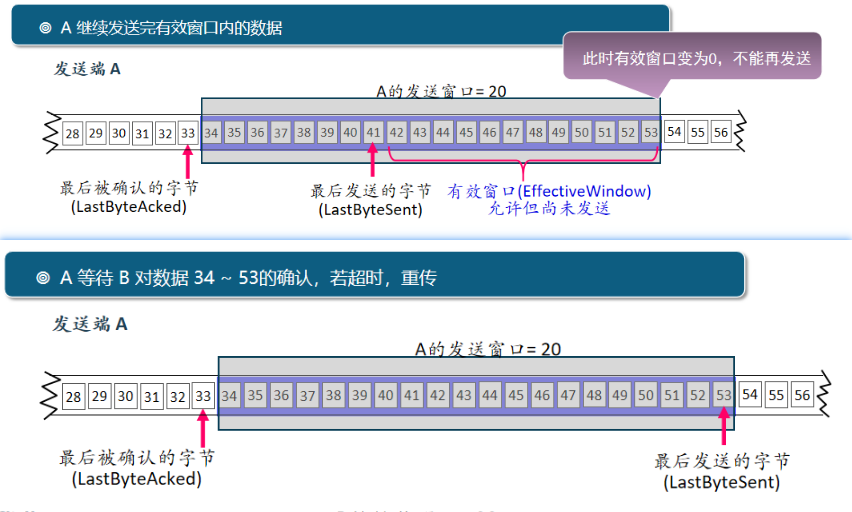 A 继续发送完有效窗口内的数据
此时有效窗口变为0，不能再发送
发送端 A
A的发送窗口= 20
28 29 30 31 32 33 34 35 36 37 38 39 40 41 42 43 44 45 46 47 48 49 50 51 52 53 54 55 56
最后被确认的字节
(LastByteAcked)
最后发送的字节
(LastByteSent)
有效窗口(EffectiveWindow)
允许但尚未发送
A 等待 B 对数据 34 ~ 53的确认，若超时，重传
发送端 A
A的发送窗口= 20
28 29 30 31 32 33 34 35 36 37 38 39 40 41 42 43 44 45 46 47 48 49 50 51 52 53 54 55 56
最后被确认的字节
(LastByteAcked)
最后发送的字节
(LastByteSent)